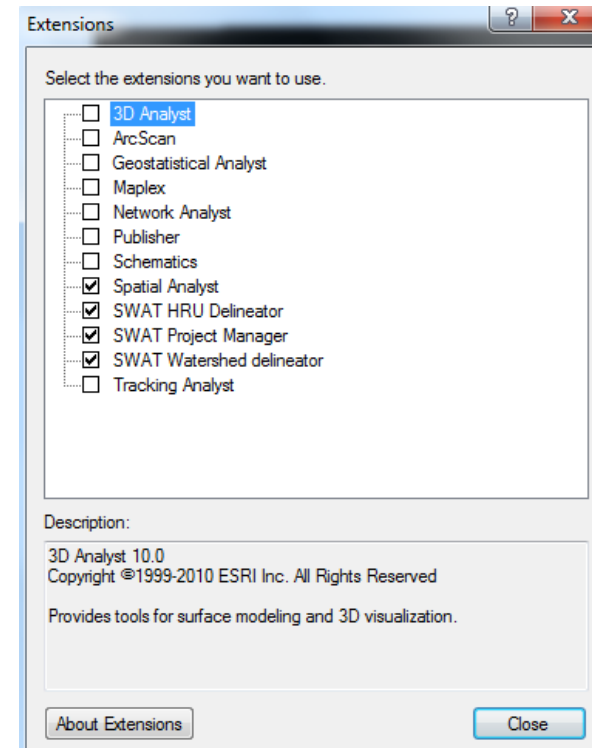 Extensions
?
X
Select the extensions you want to use.
3D Analyst
ArcScan
Geostatistical Analyst
Maplex
Network Analyst
Publisher
Schematics
Spatial Analyst
SWAT HRU Delineator
SWAT Project Manager
SWAT Watershed delineator
Tracking Analyst
Description:
3D Analyst 10.0
Copyright ©1999-2010 ESRI Inc. All Rights Reserved
Provides tools for surface modeling and 3D visualization.
About Extensions
Close